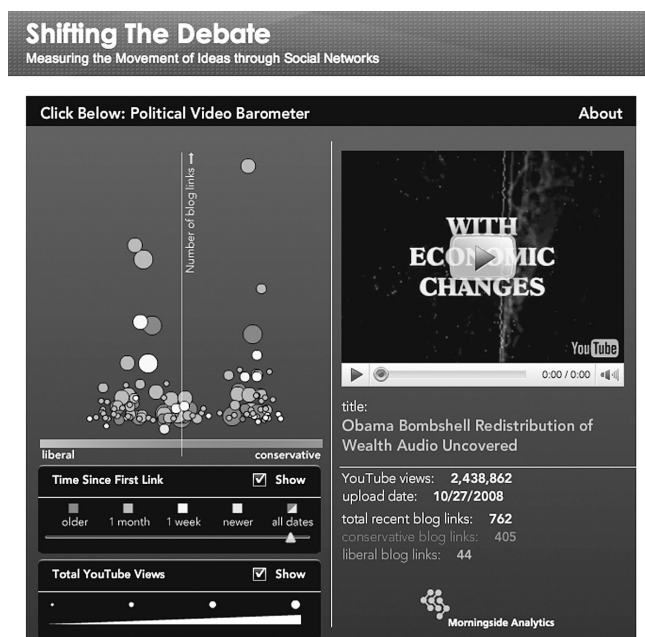 Shifting The Debate
Measuring the Movement of Ideas through Social Networks
Click Below: Political Video Barometer
About
Number of blog links →
liberal
conservative
Time Since First Link
Show
older
1 month
1 week
newer
all dates
Total YouTube Views
Show
WITH
ECONOMIC
CHANGES
YouTube
0:00 / 0:00
title:
Obama Bombshell Redistribution of
Wealth Audio Uncovered
YouTube views: 2,438,862
upload date: 10/27/2008
total recent blog links: 762
conservative blog links: 405
liberal blog links: 44
Morningside Analytics